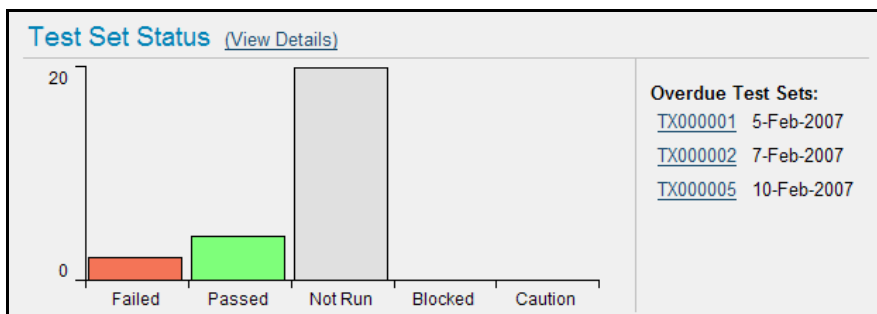 Test Set Status (View Details)
20
0
Failed Passed Not Run Blocked Caution
Overdue Test Sets:
TX000001 5-Feb-2007
TX000002 7-Feb-2007
TX000005 10-Feb-2007